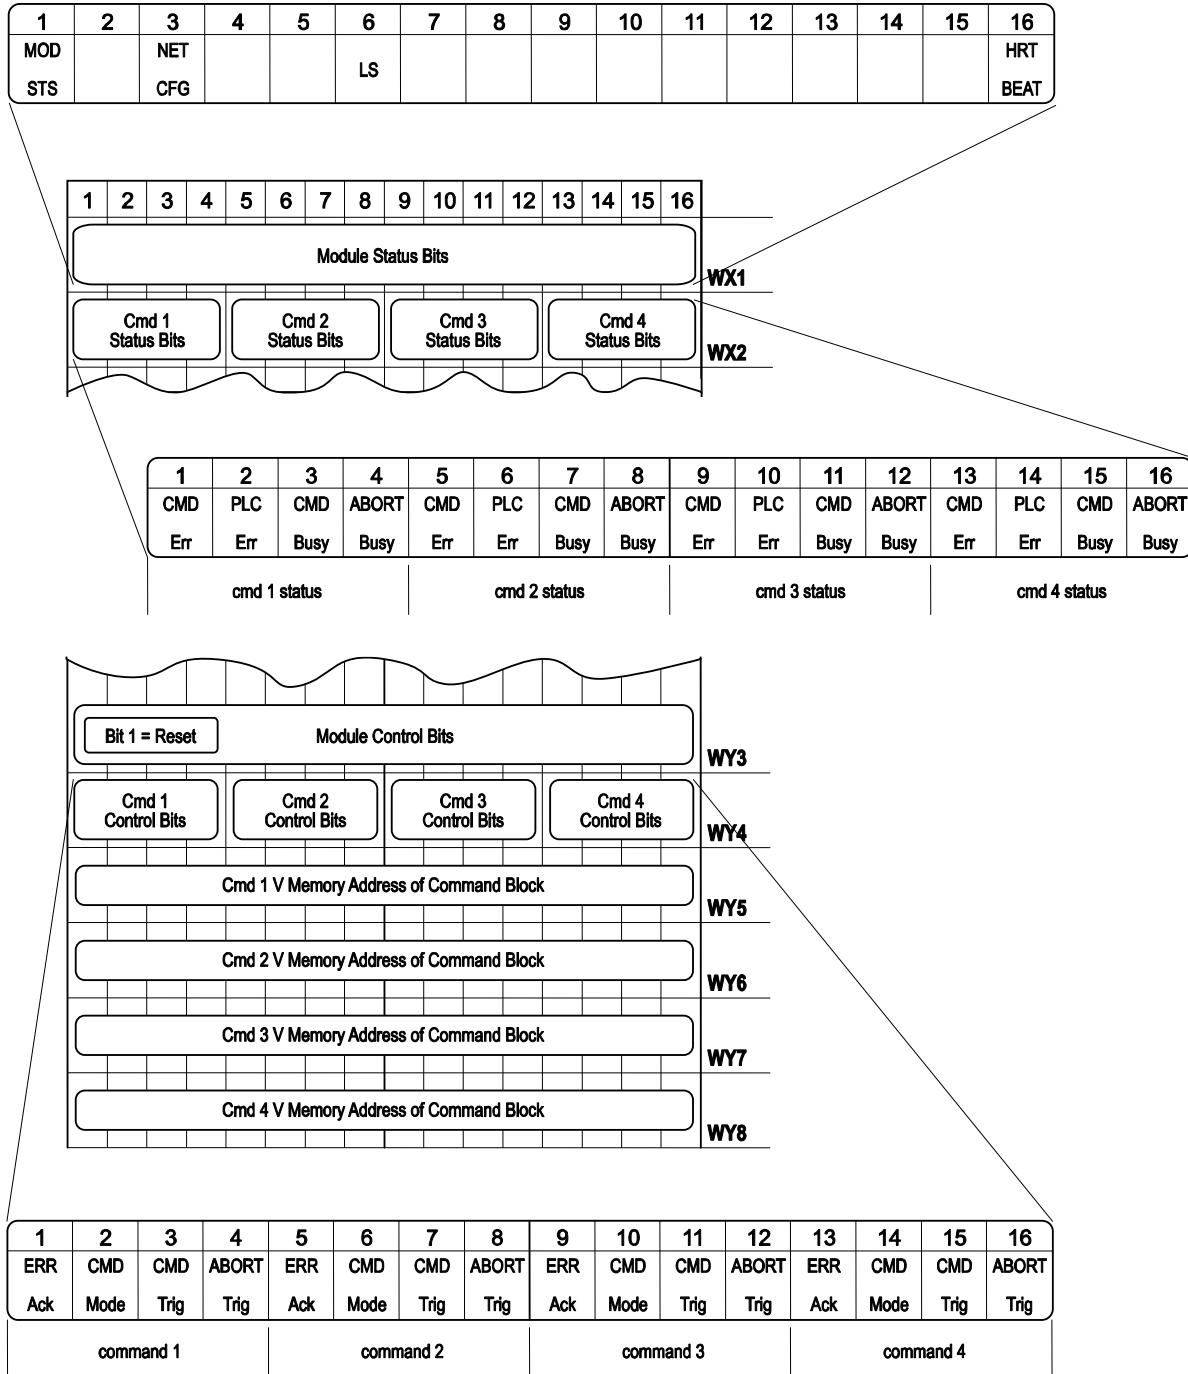 1 2 3 4 5 6 7 8 9 10 11 12 13 14 15 16
MOD NET LS HRT
STS CFG BEAT
1 2 3 4 5 6 7 8 9 10 11 12 13 14 15 16
Module Status Bits
WX1
Cmd 1 Cmd 2 Cmd 3 Cmd 4
Status Bits Status Bits Status Bits Status Bits
WX2
1 2 3 4 5 6 7 8 9 10 11 12 13 14 15 16
CMD PLC CMD ABORT CMD PLC CMD ABORT CMD PLC CMD ABORT CMD PLC CMD ABORT
Err Err Busy Busy Err Err Busy Busy Err Err Busy Busy Err Err Busy Busy
cmd 1 status cmd 2 status cmd 3 status cmd 4 status
Bit 1 = Reset Module Control Bits
WY3
Cmd 1 Cmd 2 Cmd 3 Cmd 4
Control Bits Control Bits Control Bits Control Bits
WY4
Cmd 1 V Memory Address of Command Block
WY5
Cmd 2 V Memory Address of Command Block
WY6
Cmd 3 V Memory Address of Command Block
WY7
Cmd 4 V Memory Address of Command Block
WY8
1 2 3 4 5 6 7 8 9 10 11 12 13 14 15 16
ERR CMD CMD ABORT ERR CMD CMD ABORT ERR CMD CMD ABORT ERR CMD CMD ABORT
Ack Mode Trig Trig Ack Mode Trig Trig Ack Mode Trig Trig Ack Mode Trig Trig
command 1 command 2 command 3 command 4